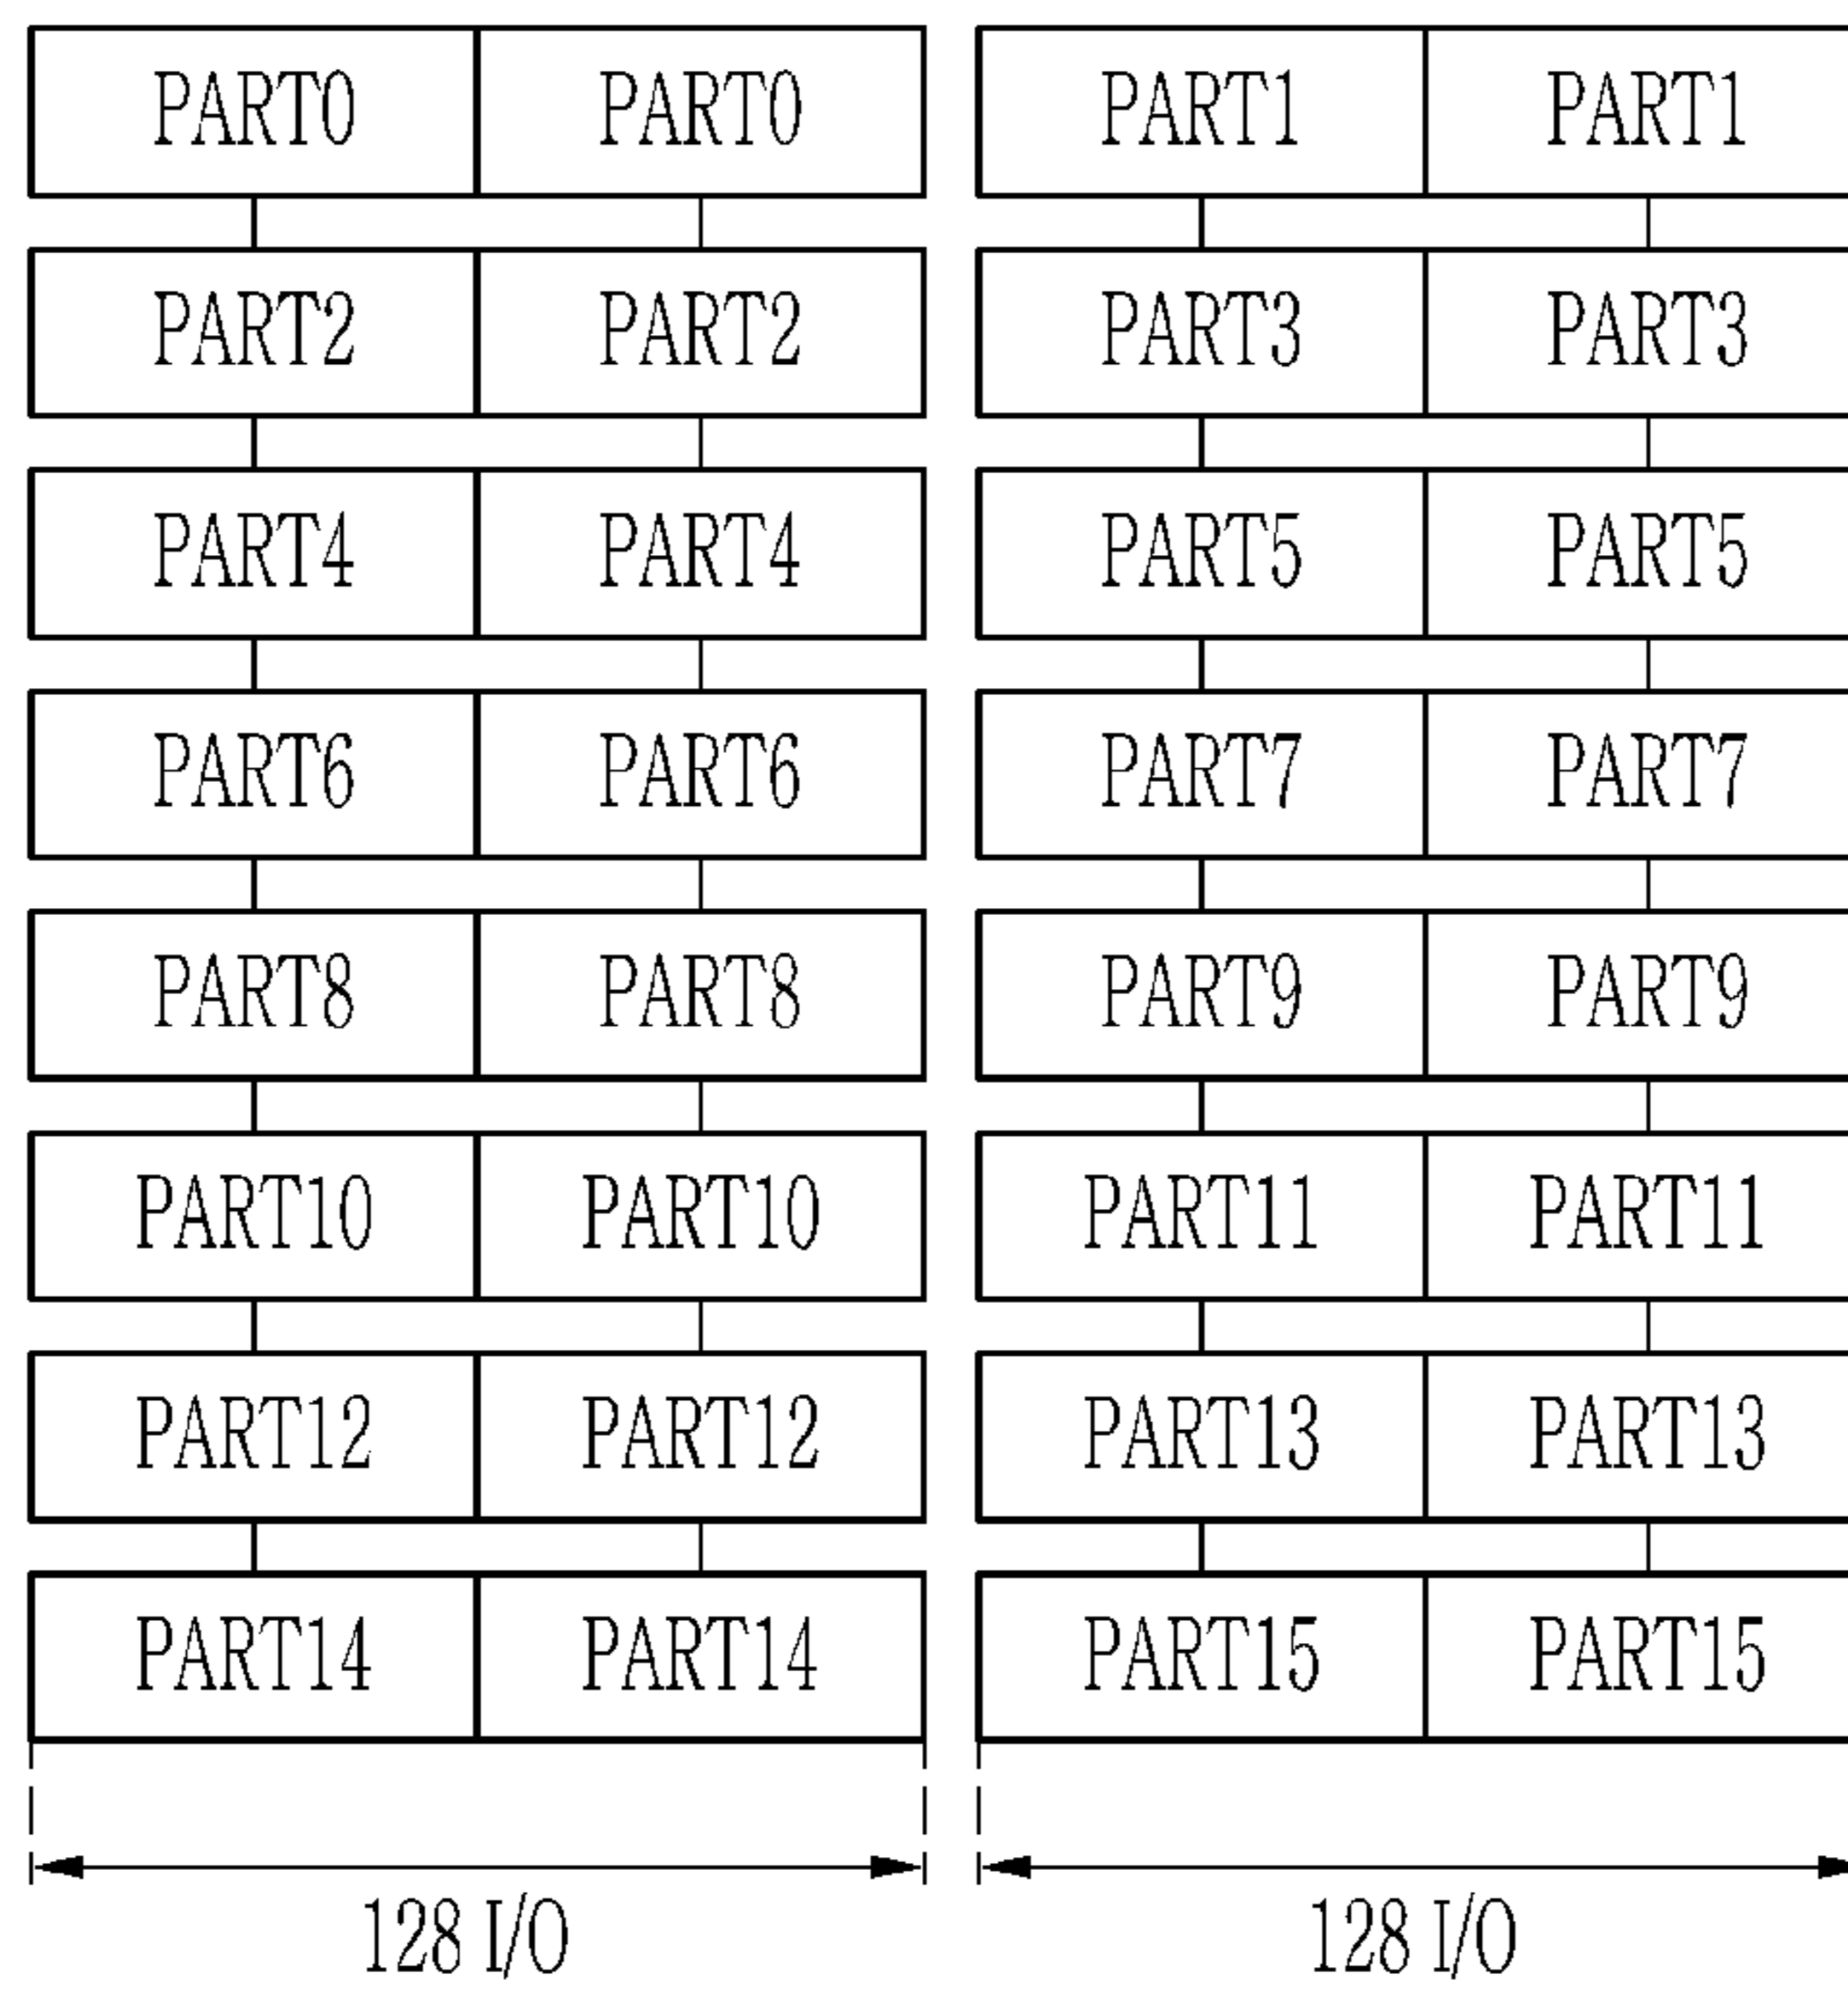 PART0 PART0 PART1 PART1
PART2 PART2 PART3 PART3
PART4 PART4 PART5 PART5
PART6 PART6 PART7 PART7
PART8 PART8 PART9 PART9
PART10 PART10 PART11 PART11
PART12 PART12 PART13 PART13
PART14 PART14 PART15 PART15
128 I/O 128 I/O